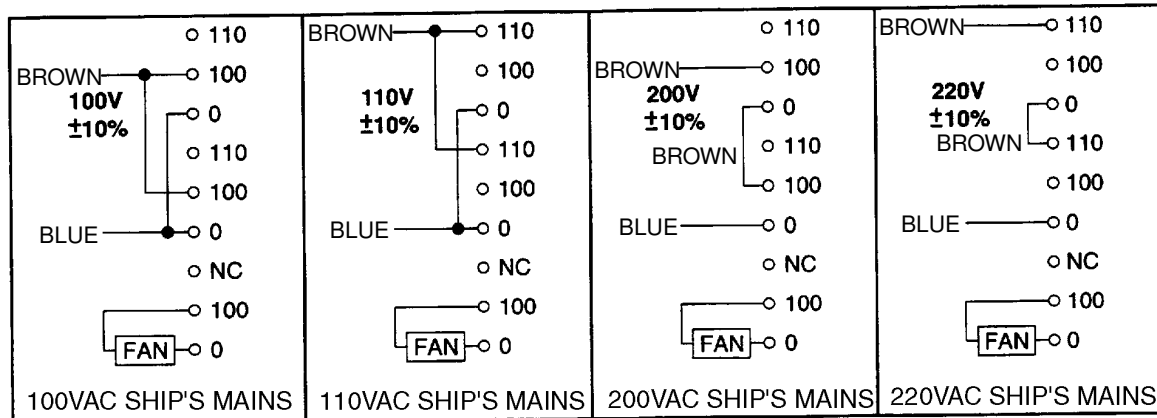 110
BROWN 100
100V
±10%
0
110
100
BLUE 0
NC
100
FAN 0
100VAC SHIP'S MAINS
BROWN 110
100
110V
±10%
0
110
100
BLUE 0
NC
100
FAN 0
110VAC SHIP'S MAINS
110
BROWN 100
200V
±10%
0
BROWN 110
100
BLUE 0
NC
100
FAN 0
200VAC SHIP'S MAINS
BROWN 110
100
220V
±10%
0
BROWN 110
100
BLUE 0
NC
100
FAN 0
220VAC SHIP'S MAINS